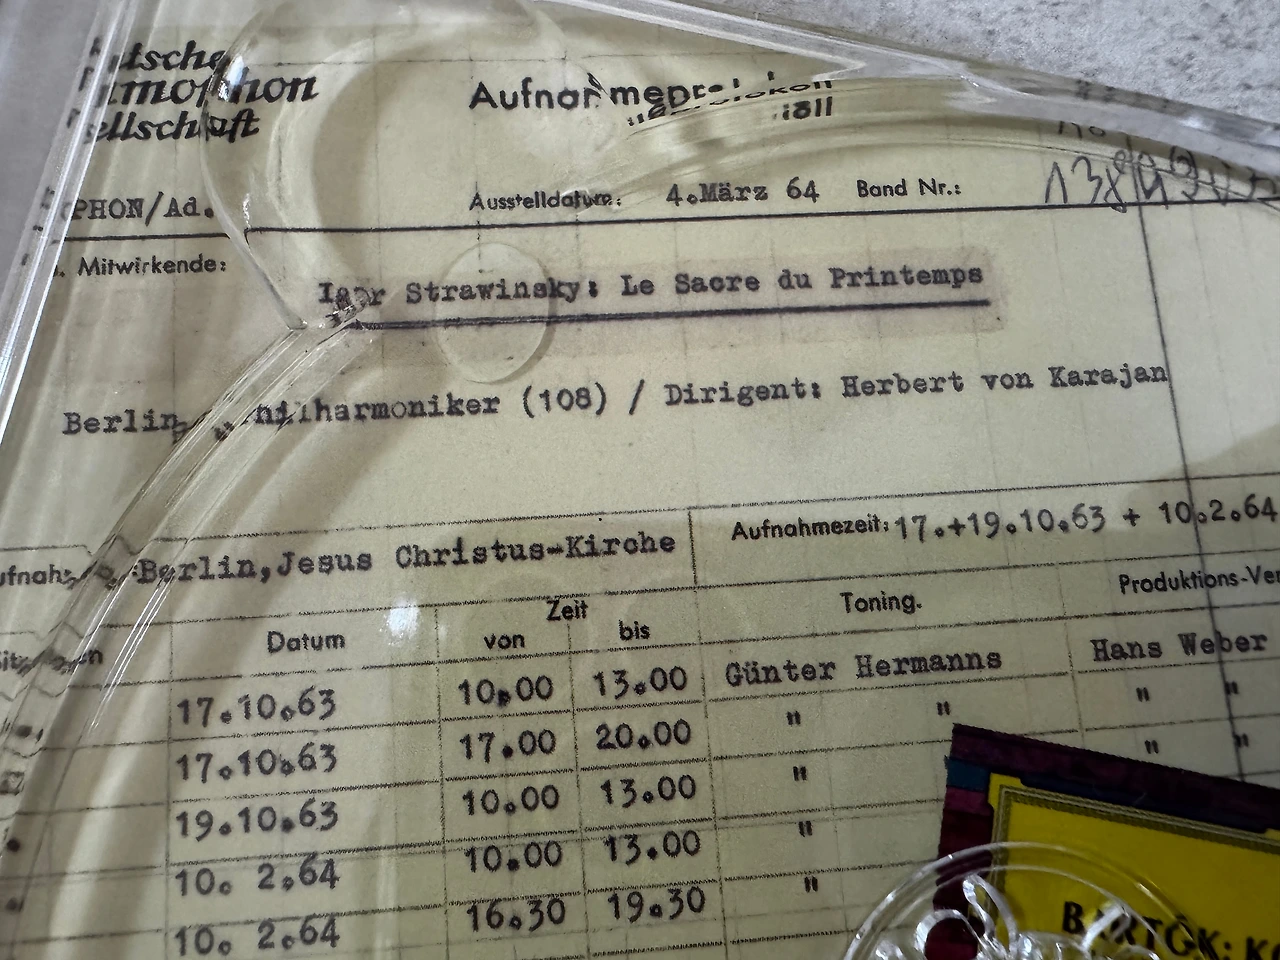 Aufnahmeprotokoll
PHON/Ad. Ausstelldatum: 4.März 64 Band Nr.:
Mitwirkende:
Igor Strawinsky: Le Sacre du Printemps
Philharmoniker (108) / Dirigent: Herbert von Karajan
Berlin,Jesus Christus-Kirche Aufnahmezeit: 17.+19.10.63 + 10.2.64
Datum Zeit von bis Toning.
17.10.63 10.00 13.00 Günter Hermanns Hans Weber
17.10.63 17.00 20.00 " " " "
19.10.63 10.00 13.00 " " "
10. 2.64 10.00 13.00 "
10. 2.64 16.30 19.30 "
BARTÓK: